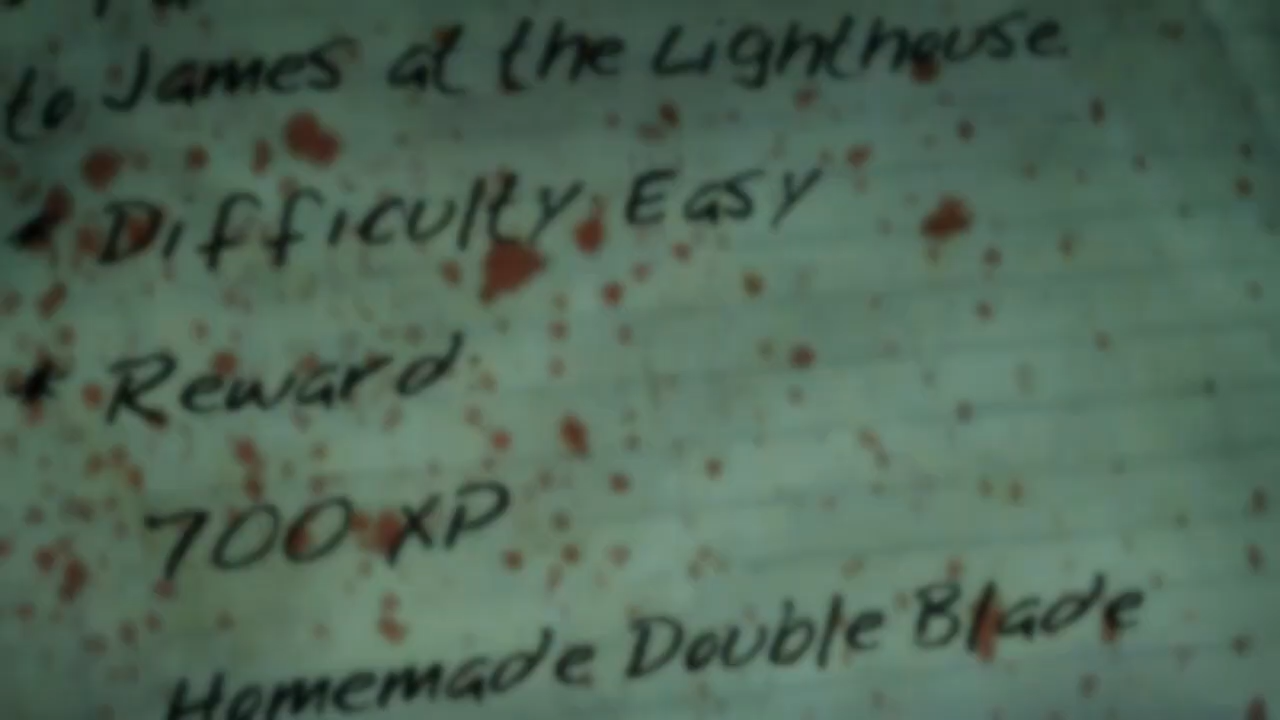 to James at the Lighthouse
* Difficulty Easy
* Reward
700 XP
Homemade Double Blade